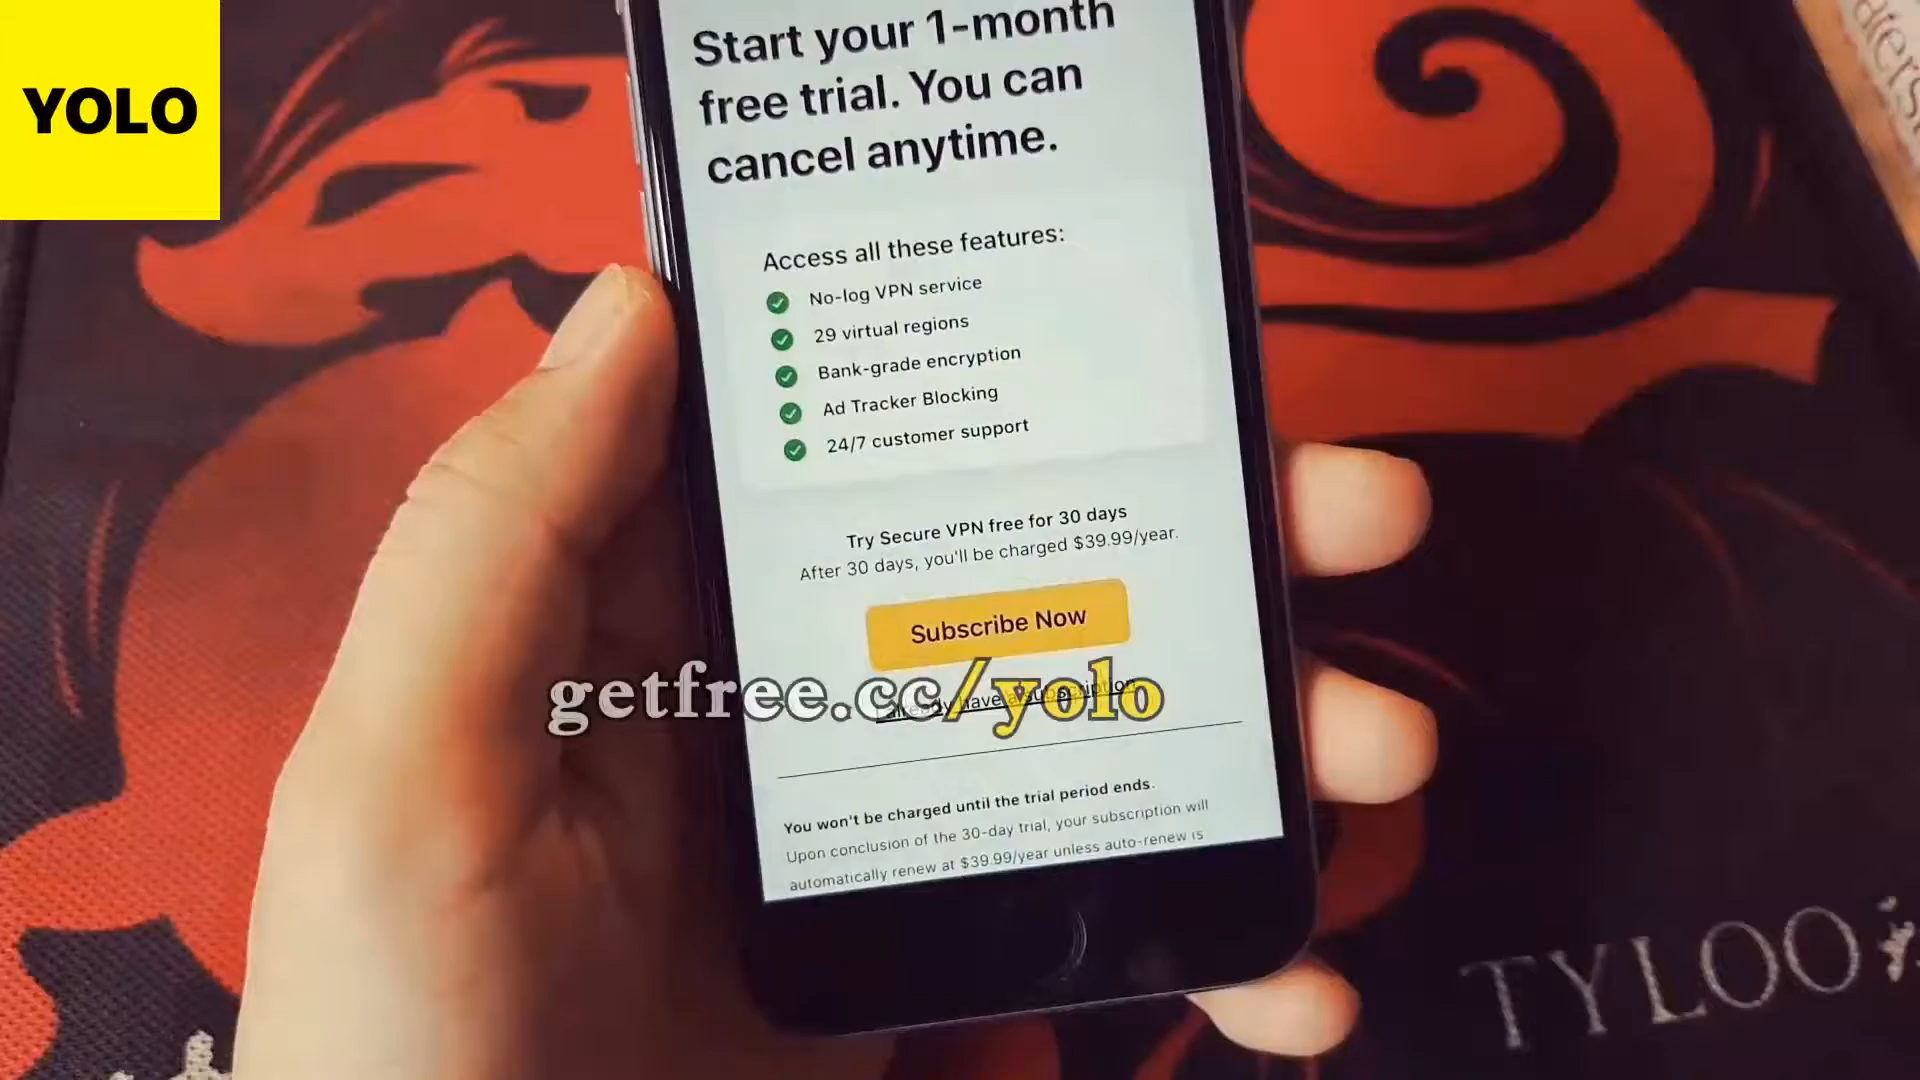 YOLO
Start your 1-month
free trial. You can
cancel anytime.
Access all these features:
No-log VPN service
29 virtual regions
Bank-grade encryption
Ad Tracker Blocking
24/7 customer support
Try Secure VPN free for 30 days
After 30 days, you'll be charged $39.99/year.
Subscribe Now
I already have a subscription
getfree.cc/yolo
You won't be charged until the trial period ends.
Upon conclusion of the 30-day trial, your subscription will
automatically renew at $39.99/year unless auto-renew is
TYLOO